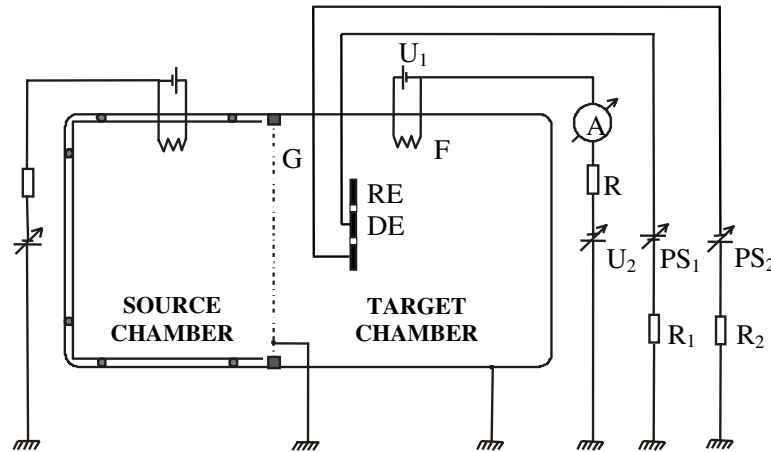 U1
A
G
F
RE
R
DE
U2
PS1
PS2
SOURCE
CHAMBER
TARGET
CHAMBER
R1
R2